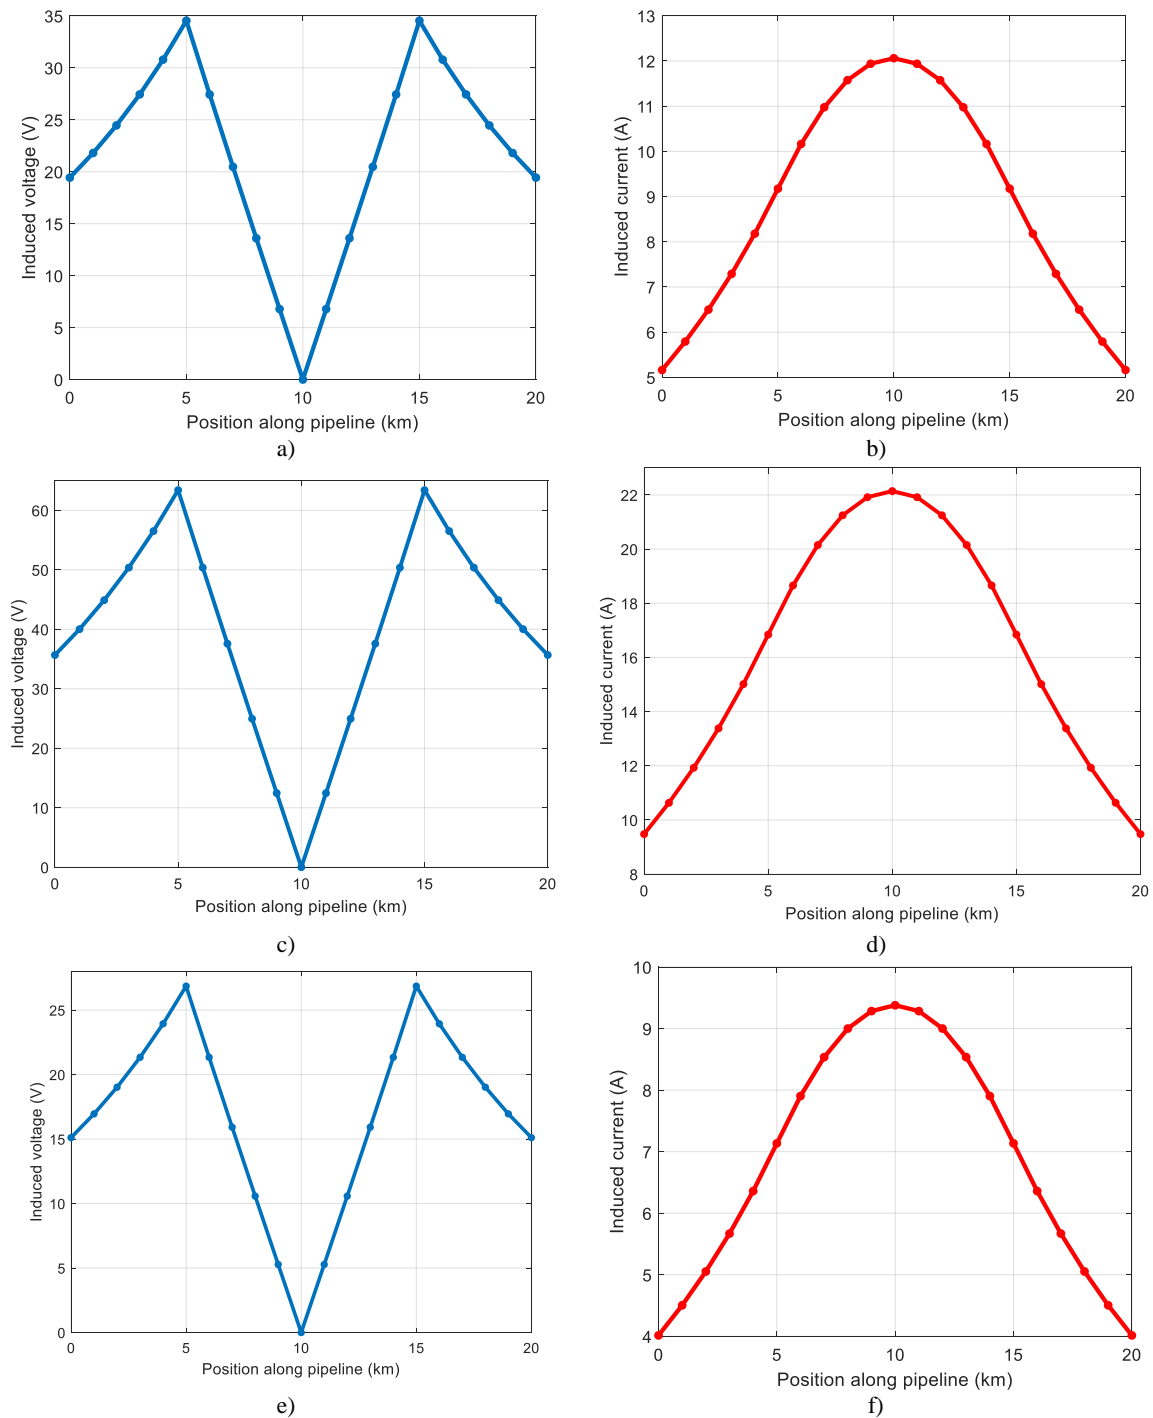 35
30
25
20
15
10
5
0
Induced voltage (V)
0 5 10 15 20
Position along pipeline (km)
a)
13
12
11
10
9
8
7
6
5
Induced current (A)
0 5 10 15 20
Position along pipeline (km)
b)
60
50
40
30
20
10
0
Induced voltage (V)
0 5 10 15 20
Position along pipeline (km)
c)
22
20
18
16
14
12
10
8
Induced current (A)
0 5 10 15 20
Position along pipeline (km)
d)
25
20
15
10
5
0
Induced voltage (V)
0 5 10 15 20
Position along pipeline (km)
e)
10
9
8
7
6
5
4
Induced current (A)
0 5 10 15 20
Position along pipeline (km)
f)